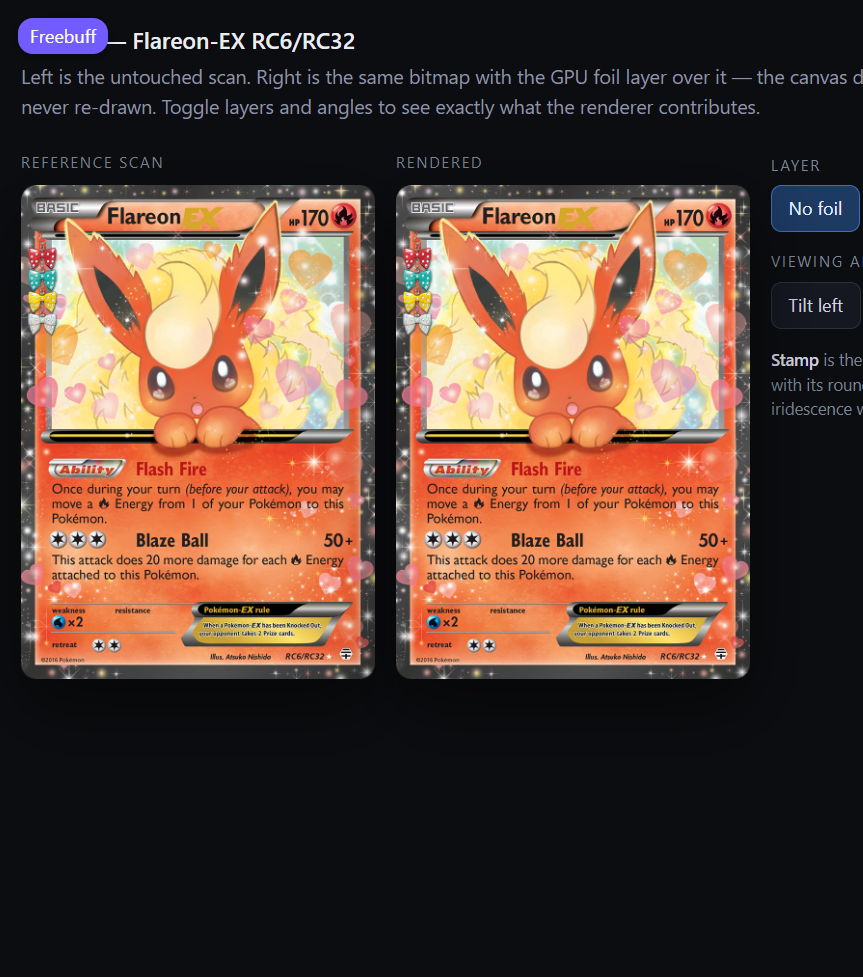 Freebuff
— Flareon-EX RC6/RC32
Left is the untouched scan. Right is the same bitmap with the GPU foil layer over it — the canvas d
never re-drawn. Toggle layers and angles to see exactly what the renderer contributes.
REFERENCE SCAN
BASIC
Flareon EX
HP 170
Ability Flash Fire
Once during your turn (before your attack), you may
move a Energy from 1 of your Pokémon to this
Pokémon.
Blaze Ball 50+
This attack does 20 more damage for each Energy
attached to this Pokémon.
weakness resistance
×2
retreat
Pokémon-EX rule
When a Pokémon-EX has been Knocked Out,
your opponent takes 2 Prize cards.
©2016 Pokémon
Illus. Atsuko Nishida RC6/RC32
RENDERED
BASIC
Flareon EX
HP 170
Ability Flash Fire
Once during your turn (before your attack), you may
move a Energy from 1 of your Pokémon to this
Pokémon.
Blaze Ball 50+
This attack does 20 more damage for each Energy
attached to this Pokémon.
weakness resistance
×2
retreat
Pokémon-EX rule
When a Pokémon-EX has been Knocked Out,
your opponent takes 2 Prize cards.
©2016 Pokémon
Illus. Atsuko Nishida RC6/RC32
LAYER
No foil
VIEWING A
Tilt left
Stamp is the
with its roun
iridescence w